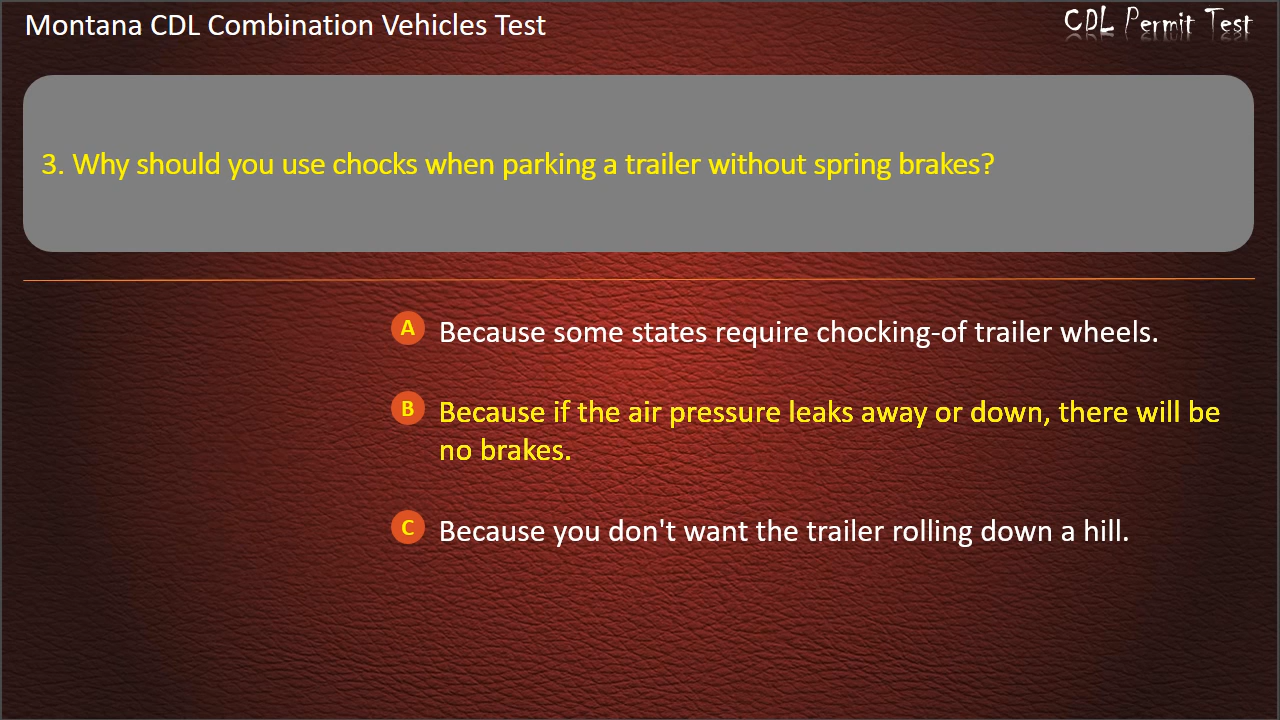 Montana CDL Combination Vehicles Test
CDL Permit Test
3. Why should you use chocks when parking a trailer without spring brakes?
A Because some states require chocking-of trailer wheels.
B Because if the air pressure leaks away or down, there will be
no brakes.
C Because you don't want the trailer rolling down a hill.